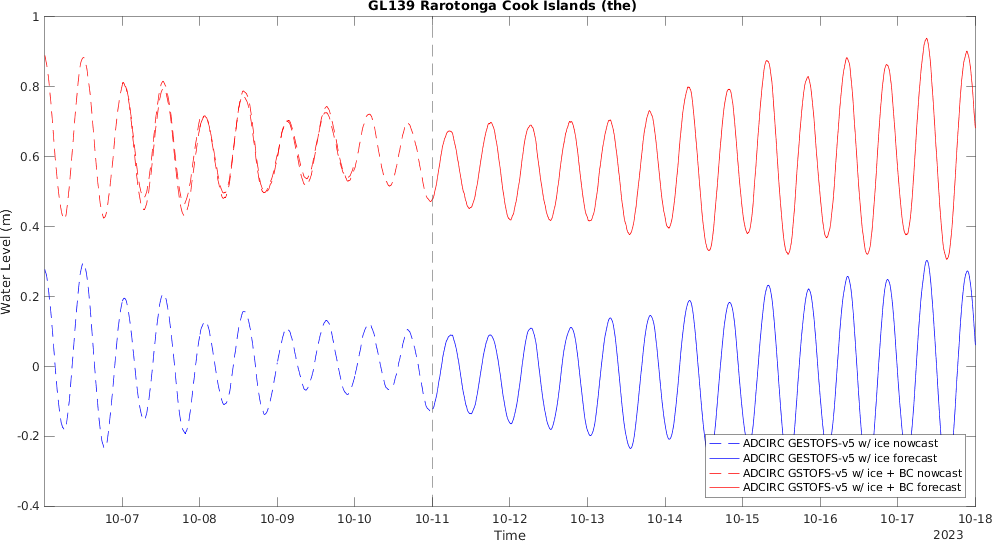 GL139 Rarotonga Cook Islands (the)
Water Level (m)
1
0.8
0.6
0.4
0.2
0
-0.2
-0.4
ADCIRC GESTOFS-v5 w/ ice nowcast
ADCIRC GESTOFS-v5 w/ ice forecast
ADCIRC GSTOFS-v5 w/ ice + BC nowcast
ADCIRC GSTOFS-v5 w/ ice + BC forecast
10-07 10-08 10-09 10-10 10-11 10-12 10-13 10-14 10-15 10-16 10-17 10-18
Time
2023